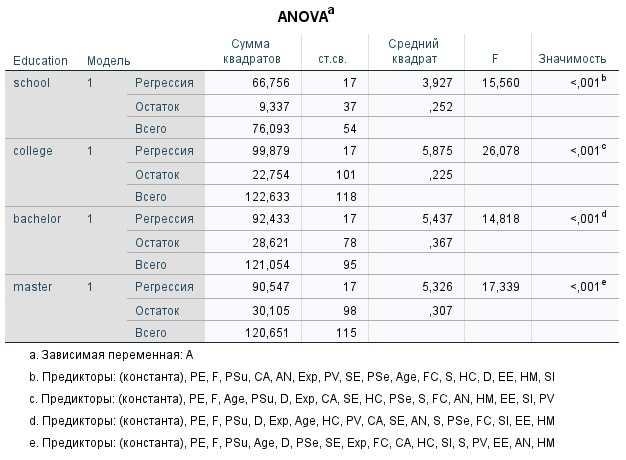 ANOVAa
Education Модель Сумма квадратов ст.св. Средний квадрат F Значимость
school 1 Регрессия 66,756 17 3,927 15,560 <,001b
Остаток 9,337 37 ,252
Всего 76,093 54
college 1 Регрессия 99,879 17 5,875 26,078 <,001c
Остаток 22,754 101 ,225
Всего 122,633 118
bachelor 1 Регрессия 92,433 17 5,437 14,818 <,001d
Остаток 28,621 78 ,367
Всего 121,054 95
master 1 Регрессия 90,547 17 5,326 17,339 <,001e
Остаток 30,105 98 ,307
Всего 120,651 115
a. Зависимая переменная: A
b. Предикторы: (константа), PE, F, PSu, CA, AN, Exp, PV, SE, PSe, Age, FC, S, HC, D, EE, HM, SI
c. Предикторы: (константа), PE, F, Age, PSu, D, Exp, CA, SE, HC, PSe, S, FC, AN, HM, EE, SI, PV
d. Предикторы: (константа), PE, F, PSu, D, Exp, Age, HC, PV, CA, SE, AN, S, PSe, FC, SI, EE, HM
e. Предикторы: (константа), PE, F, PSu, Age, D, PSe, SE, Exp, FC, CA, HC, SI, S, PV, EE, AN, HM